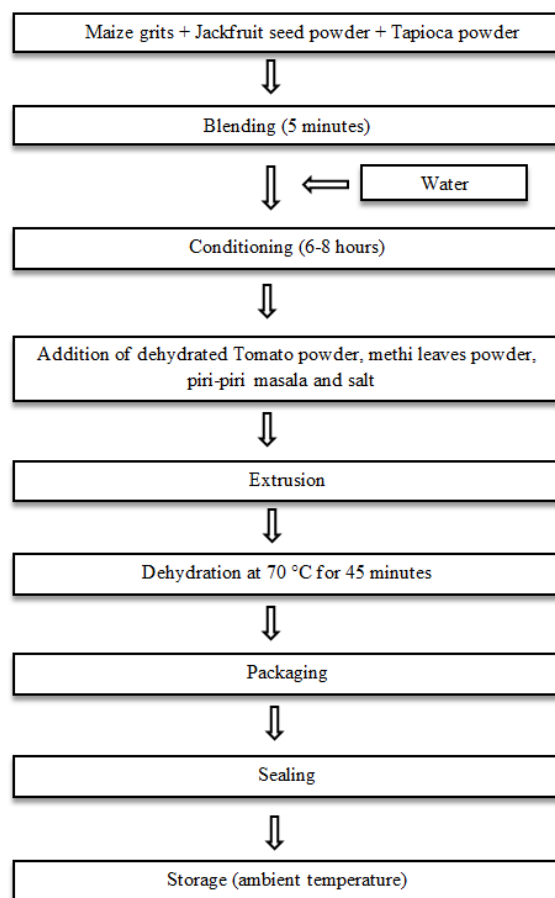 Maize grits + Jackfruit seed powder + Tapioca powder
Blending (5 minutes)
Water
Conditioning (6-8 hours)
Addition of dehydrated Tomato powder, methi leaves powder,
piri-piri masala and salt
Extrusion
Dehydration at 70 °C for 45 minutes
Packaging
Sealing
Storage (ambient temperature)